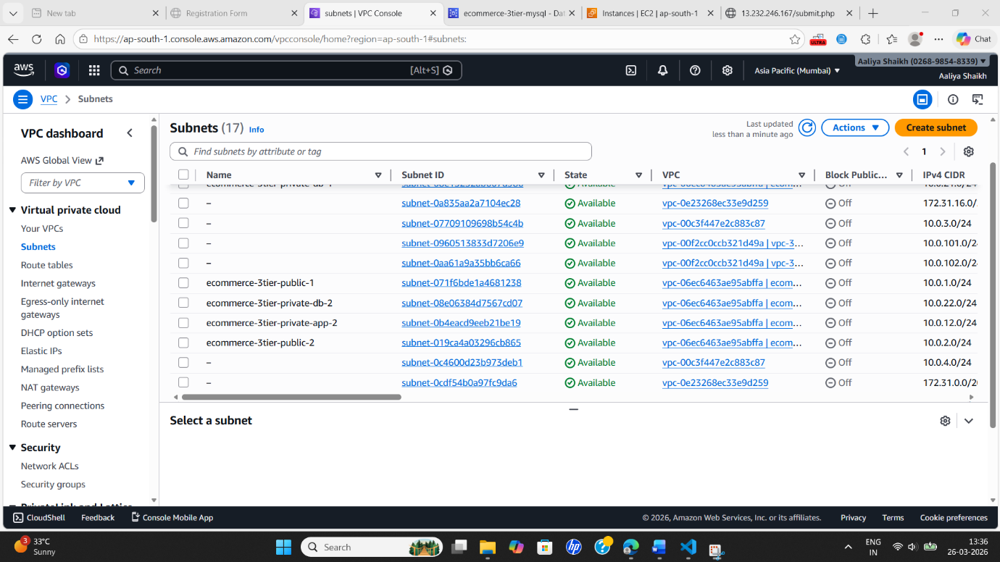 New tab
Registration Form
subnets | VPC Console
ecommerce-3tier-mysql - Dat
Instances | EC2 | ap-south-1
13.232.246.167/submit.php
https://ap-south-1.console.aws.amazon.com/vpcconsole/home?region=ap-south-1#subnets:
ULTRA
Chat
aws
Search
[Alt+S]
Asia Pacific (Mumbai)
Aaliya Shaikh (0268-9854-8339)
Aaliya Shaikh
VPC
Subnets
VPC dashboard
AWS Global View
Filter by VPC
Virtual private cloud
Your VPCs
Subnets
Route tables
Internet gateways
Egress-only internet
gateways
DHCP option sets
Elastic IPs
Managed prefix lists
NAT gateways
Peering connections
Route servers
Security
Network ACLs
Security groups
PrivateLink and Lattice
Subnets (17) Info
Last updated
less than a minute ago
Actions
Create subnet
Find subnets by attribute or tag
1
Name Subnet ID State VPC Block Public... IPv4 CIDR
ecommerce-3tier-private-db-1 Available Off
– subnet-0a835aa2a7104ec28 Available vpc-0e23268ec33e9d259 Off 172.31.16.0/
– subnet-07709109698b54c4b Available vpc-00c3f447e2c883c87 Off 10.0.3.0/24
– subnet-0960513833d7206e9 Available vpc-00f2cc0ccb321d49a | vpc-3... Off 10.0.101.0/2
– subnet-0aa61a9a35bb6ca66 Available vpc-00f2cc0ccb321d49a | vpc-3... Off 10.0.102.0/2
ecommerce-3tier-public-1 subnet-071f6bde1a4681238 Available vpc-06ec6463ae95abffa | ecom... Off 10.0.1.0/24
ecommerce-3tier-private-db-2 subnet-08e06384d7567cd07 Available vpc-06ec6463ae95abffa | ecom... Off 10.0.22.0/24
ecommerce-3tier-private-app-2 subnet-0b4eacd9eeb21be19 Available vpc-06ec6463ae95abffa | ecom... Off 10.0.12.0/24
ecommerce-3tier-public-2 subnet-019ca4a03296cb865 Available vpc-06ec6463ae95abffa | ecom... Off 10.0.2.0/24
– subnet-0c4600d23b973deb1 Available vpc-00c3f447e2c883c87 Off 10.0.4.0/24
– subnet-0cdf54b0a97fc9da6 Available vpc-0e23268ec33e9d259 Off 172.31.0.0/20
Select a subnet
CloudShell
Feedback
Console Mobile App
© 2026, Amazon Web Services, Inc. or its affiliates.
Privacy
Terms
Cookie preferences
3
33°C
Sunny
Search
ENG
IN
13:36
26-03-2026